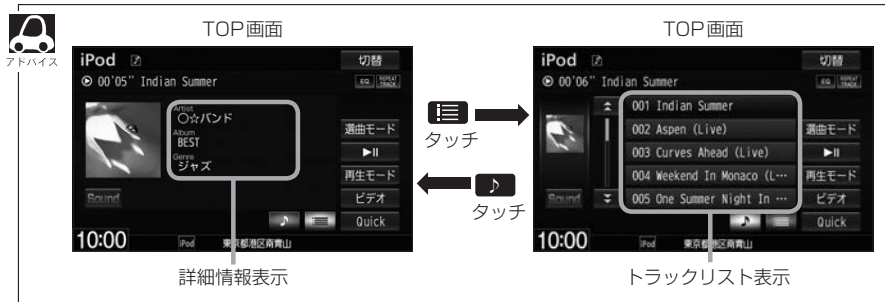 アドバイス
TOP画面
iPod 切替
00'05" Indian Summer
EQ REPEAT TRACK
Artist
○☆バンド
Album
BEST
Genre
ジャズ
選曲モード
►II
再生モード
Sound ビデオ
♪ Quick
10:00 iPod 東京都港区南青山
詳細情報表示
タッチ
♪
タッチ
TOP画面
iPod 切替
00'06" Indian Summer
EQ REPEAT TRACK
001 Indian Summer
002 Aspen (Live)
003 Curves Ahead (Live)
004 Weekend In Monaco (L…
005 One Summer Night In …
選曲モード
►II
再生モード
Sound ビデオ
♪ Quick
10:00 iPod 東京都港区南青山
トラックリスト表示